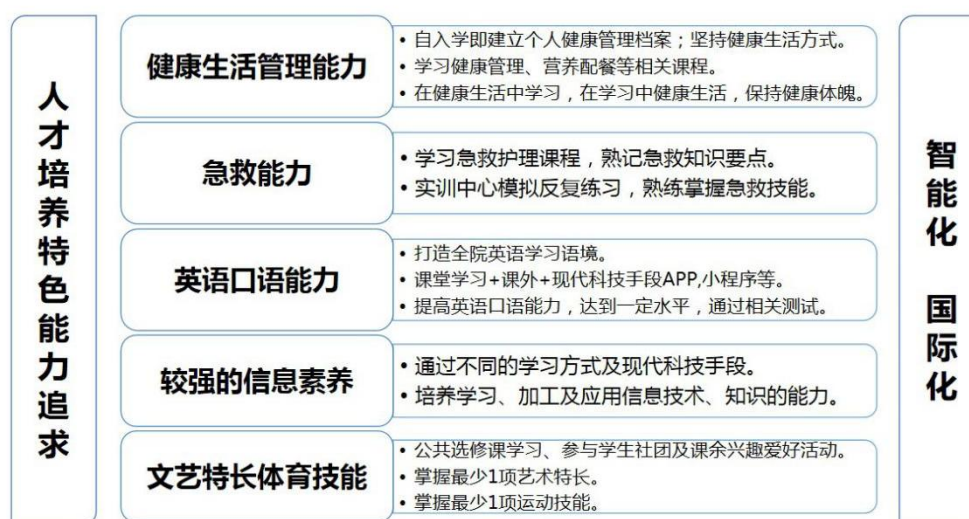 人才培养特色能力追求
健康生活管理能力
• 自入学即建立个人健康管理档案；坚持健康生活方式。
• 学习健康管理、营养配餐等相关课程。
• 在健康生活中学习，在学习中健康生活，保持健康体魄。
急救能力
• 学习急救护理课程，熟记急救知识要点。
• 实训中心模拟反复练习，熟练掌握急救技能。
英语口语能力
• 打造全院英语学习语境。
• 课堂学习+课外+现代科技手段APP,小程序等。
• 提高英语口语能力，达到一定水平，通过相关测试。
较强的信息素养
• 通过不同的学习方式及现代科技手段。
• 培养学习、加工及应用信息技术、知识的能力。
文艺特长体育技能
• 公共选修课学习、参与学生社团及课余兴趣爱好活动。
• 掌握最少1项艺术特长。
• 掌握最少1项运动技能。
智能化 国际化